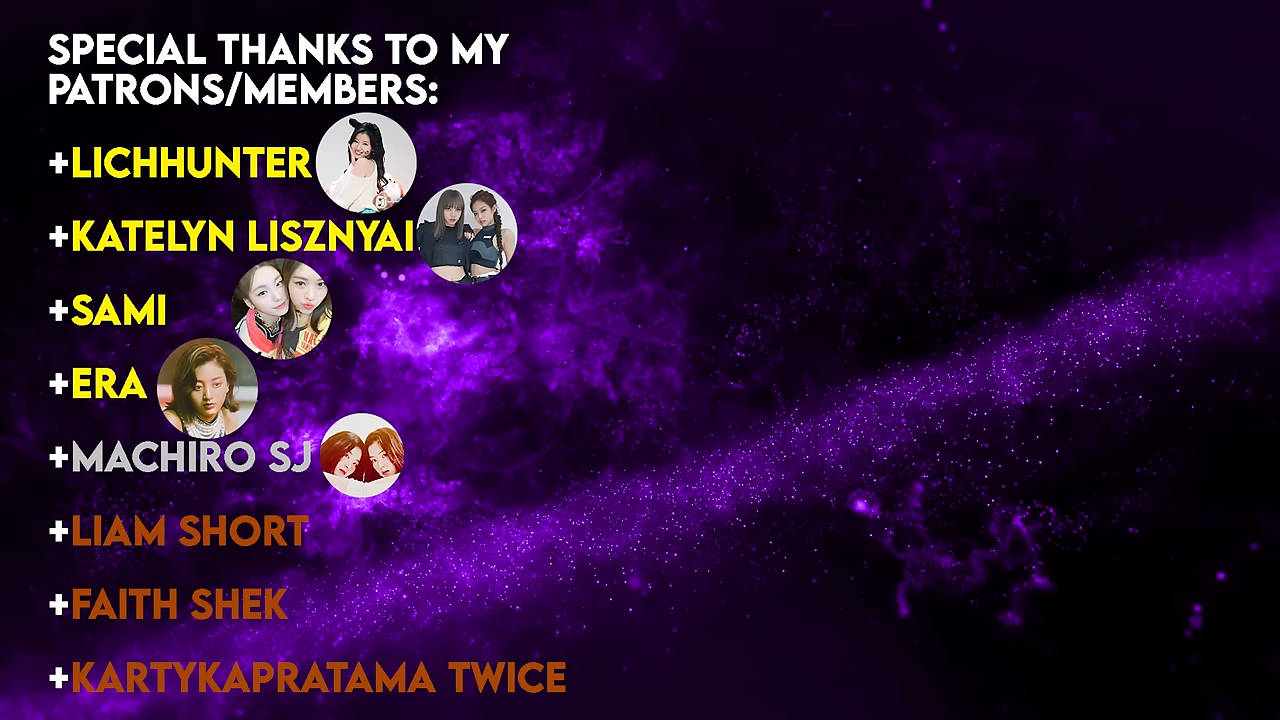 SPECIAL THANKS TO MY
PATRONS/MEMBERS:
+LICHHUNTER
+KATELYN LISZNYAI
+SAMI
+ERA
+MACHIRO SJ
+LIAM SHORT
+FAITH SHEK
+KARTYKAPRATAMA TWICE